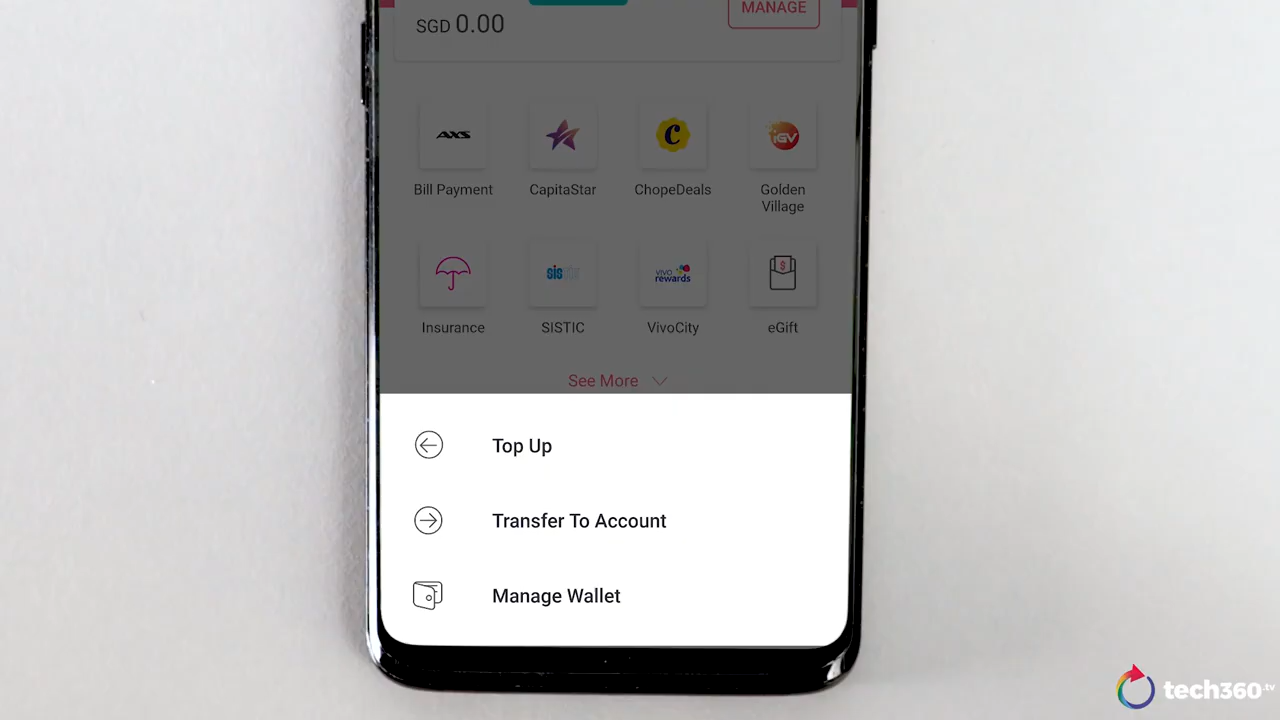 SGD 0.00
MANAGE
AXS
C
iGV
Bill Payment
CapitaStar
ChopeDeals
Golden
Village
sistic
vivo
rewards
$
Insurance
SISTIC
VivoCity
eGift
See More
Top Up
Transfer To Account
Manage Wallet
tech360.tv